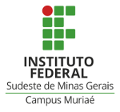 INSTITUTO
FEDERAL
Sudeste de Minas Gerais
Campus Muriaé